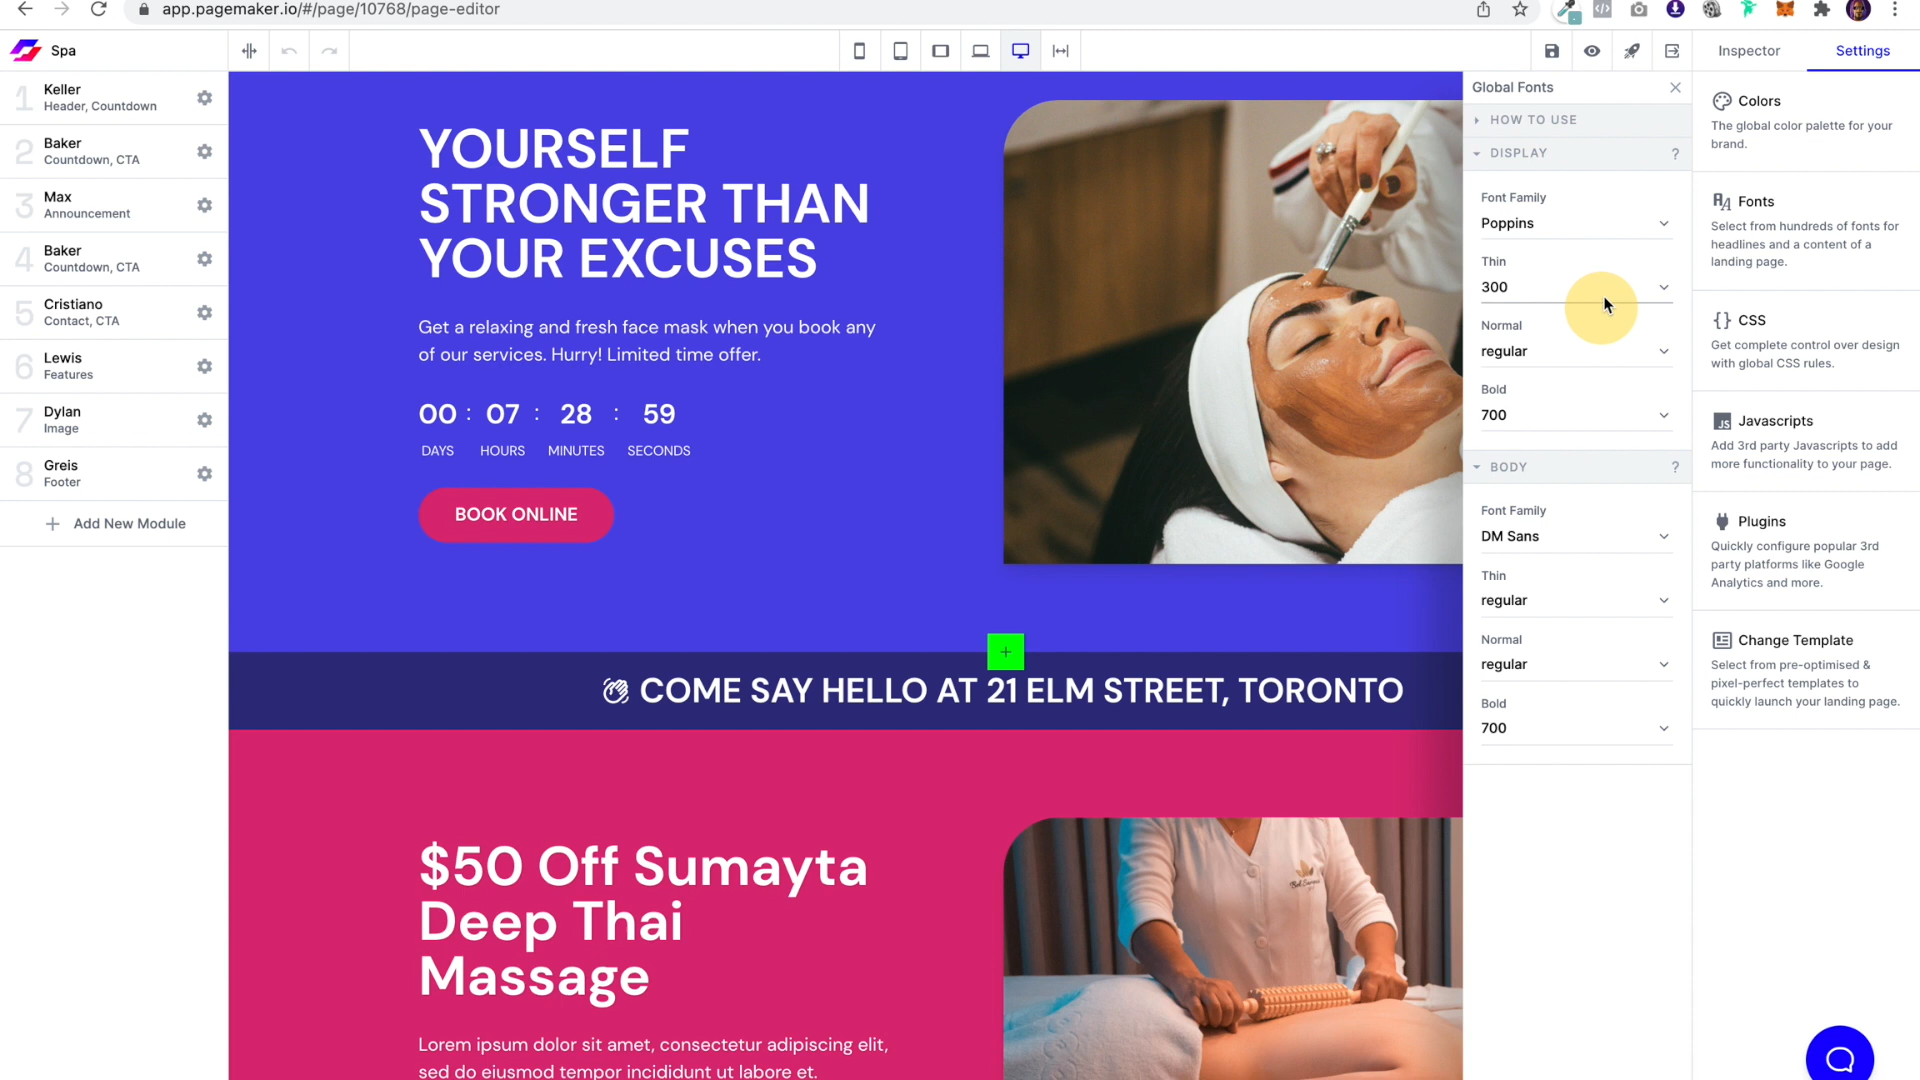 app.pagemaker.io/#/page/10768/page-editor
Spa
Inspector
Settings
1
Keller
Header, Countdown
2
Baker
Countdown, CTA
3
Max
Announcement
4
Baker
Countdown, CTA
5
Cristiano
Contact, CTA
6
Lewis
Features
7
Dylan
Image
8
Greis
Footer
+ Add New Module
YOURSELF
STRONGER THAN
YOUR EXCUSES
Get a relaxing and fresh face mask when you book any
of our services. Hurry! Limited time offer.
00 : 07 : 28 : 59
DAYS HOURS MINUTES SECONDS
BOOK ONLINE
+
COME SAY HELLO AT 21 ELM STREET, TORONTO
$50 Off Sumayta
Deep Thai
Massage
Lorem ipsum dolor sit amet, consectetur adipiscing elit,
sed do eiusmod tempor incididunt ut labore et.
Global Fonts
HOW TO USE
DISPLAY ?
Font Family
Poppins
Thin
300
Normal
regular
Bold
700
BODY ?
Font Family
DM Sans
Thin
regular
Normal
regular
Bold
700
Colors
The global color palette for your
brand.
Fonts
Select from hundreds of fonts for
headlines and a content of a
landing page.
{ } CSS
Get complete control over design
with global CSS rules.
JS Javascripts
Add 3rd party Javascripts to add
more functionality to your page.
Plugins
Quickly configure popular 3rd
party platforms like Google
Analytics and more.
Change Template
Select from pre-optimised &
pixel-perfect templates to
quickly launch your landing page.